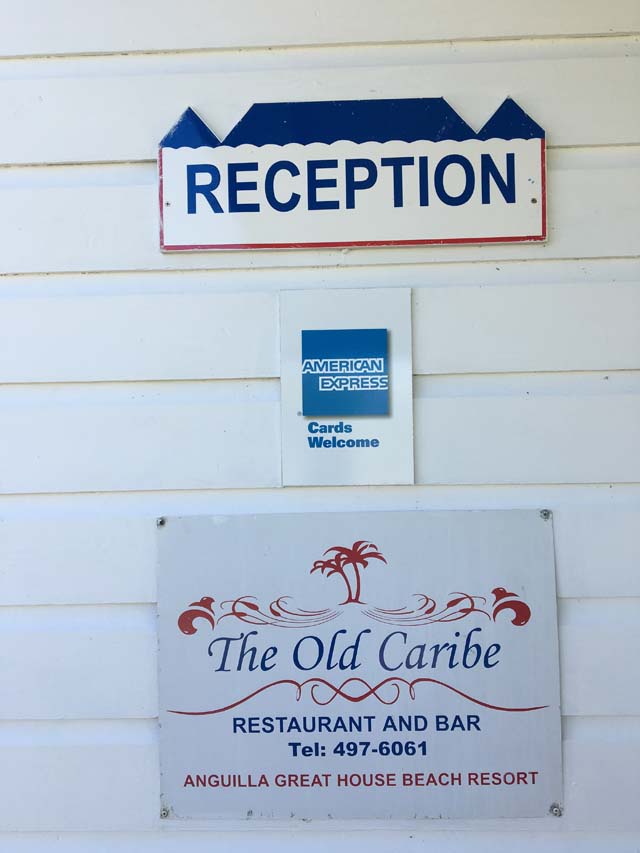 RECEPTION
AMERICAN
EXPRESS
®
Cards
Welcome
The Old Caribe
RESTAURANT AND BAR
Tel: 497-6061
ANGUILLA GREAT HOUSE BEACH RESORT